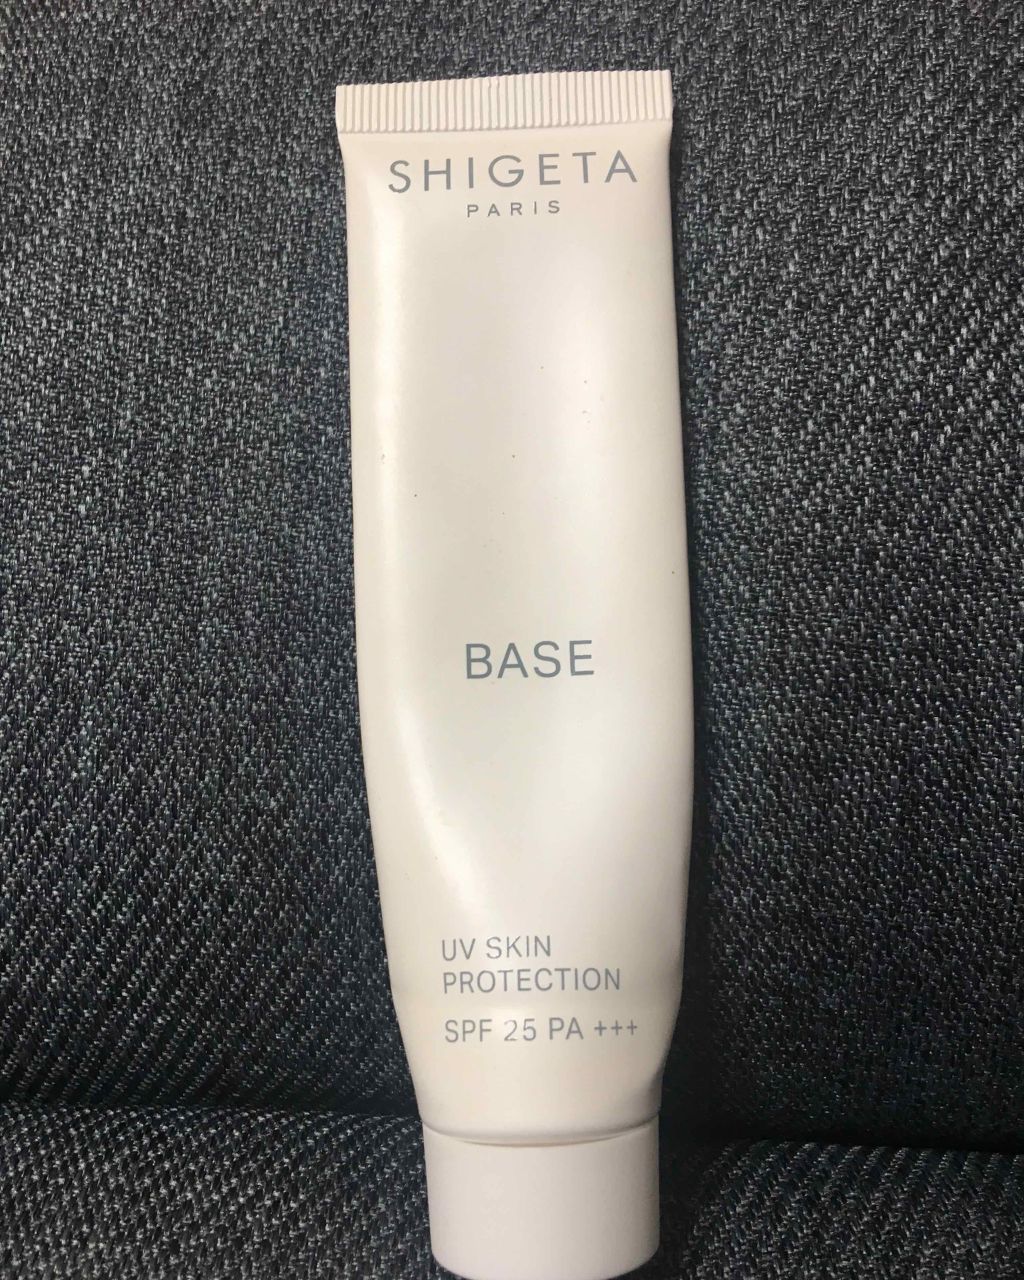 SHIGETA
PARIS
BASE
UV SKIN
PROTECTION
SPF 25 PA +++